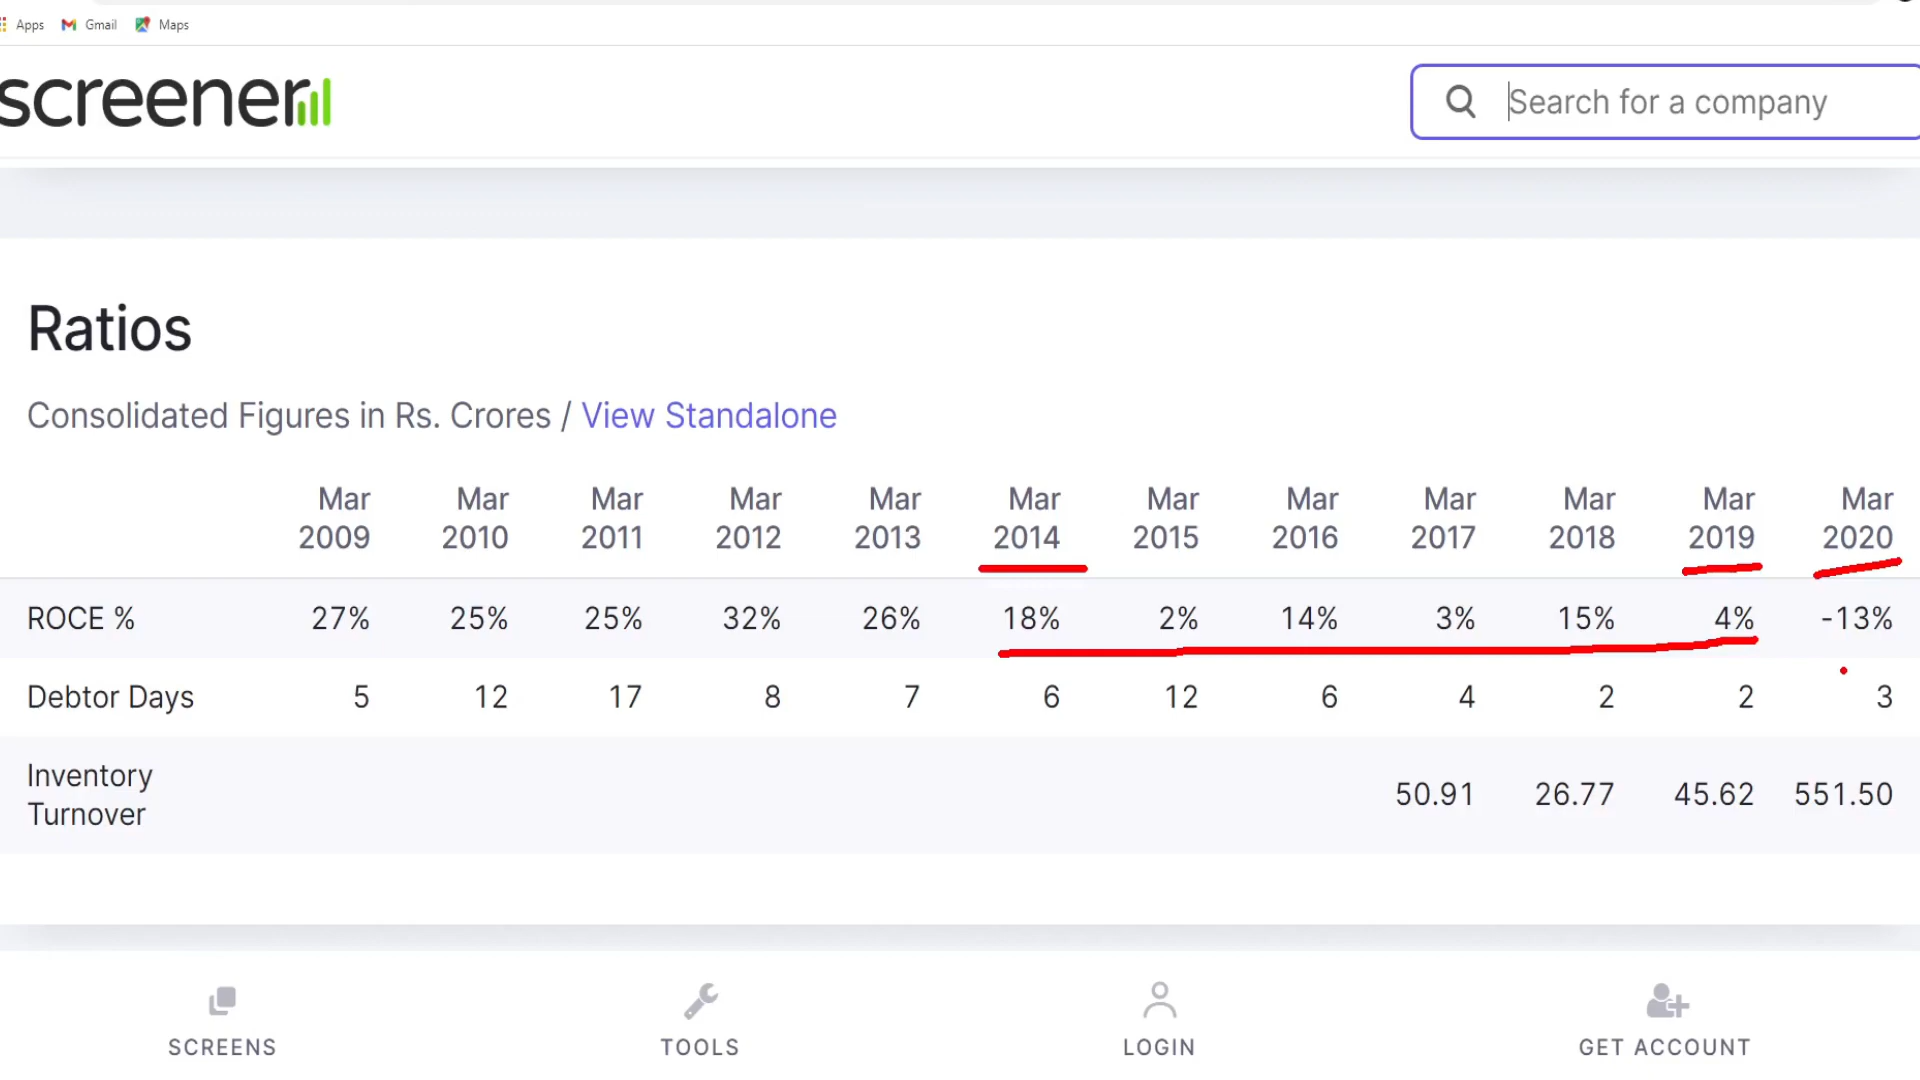 Apps Gmail Maps
screener
Search for a company
Ratios
Consolidated Figures in Rs. Crores / View Standalone
Mar Mar Mar Mar Mar Mar Mar Mar Mar Mar Mar Mar
2009 2010 2011 2012 2013 2014 2015 2016 2017 2018 2019 2020
ROCE % 27% 25% 25% 32% 26% 18% 2% 14% 3% 15% 4% -13%
Debtor Days 5 12 17 8 7 6 12 6 4 2 2 3
Inventory
Turnover 50.91 26.77 45.62 551.50
SCREENS TOOLS LOGIN GET ACCOUNT